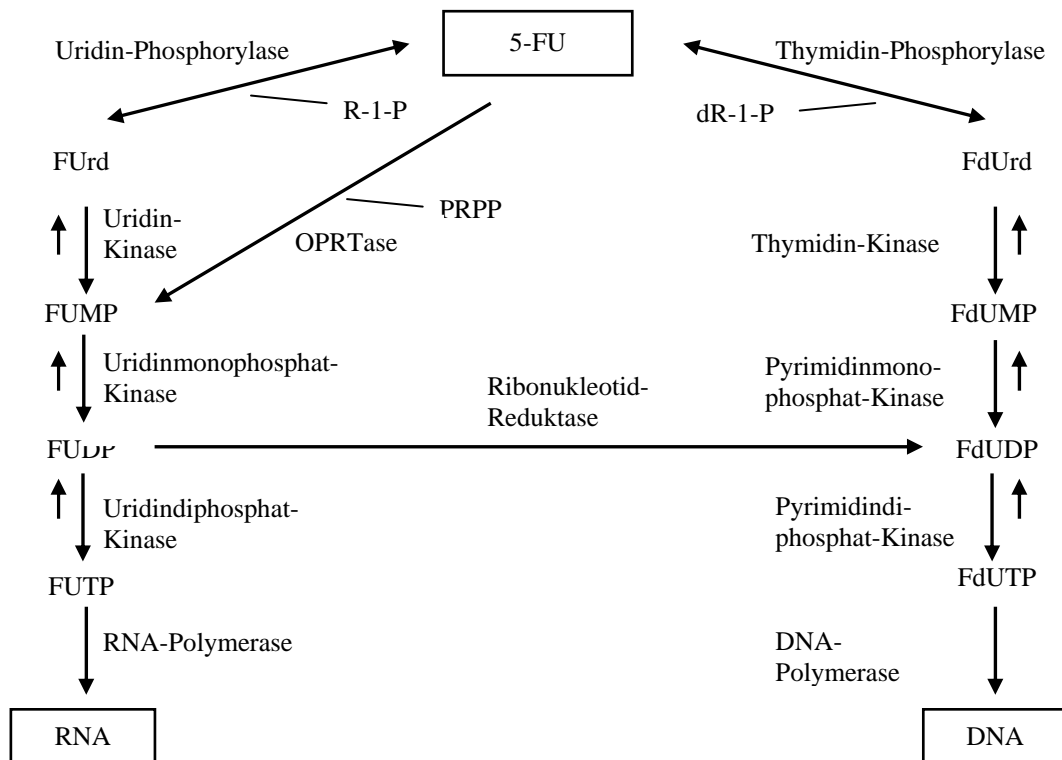 5-FU
Uridin-Phosphorylase
Thymidin-Phosphorylase
R-1-P
dR-1-P
FUrd
FdUrd
PRPP
Uridin-
Kinase
OPRTase
Thymidin-Kinase
FUMP
FdUMP
Uridinmonophosphat-
Kinase
Ribonukleotid-
Reduktase
Pyrimidinmono-
phosphat-Kinase
FUDP
FdUDP
Uridindiphosphat-
Kinase
Pyrimidindi-
phosphat-Kinase
FUTP
FdUTP
RNA-Polymerase
DNA-
Polymerase
RNA
DNA